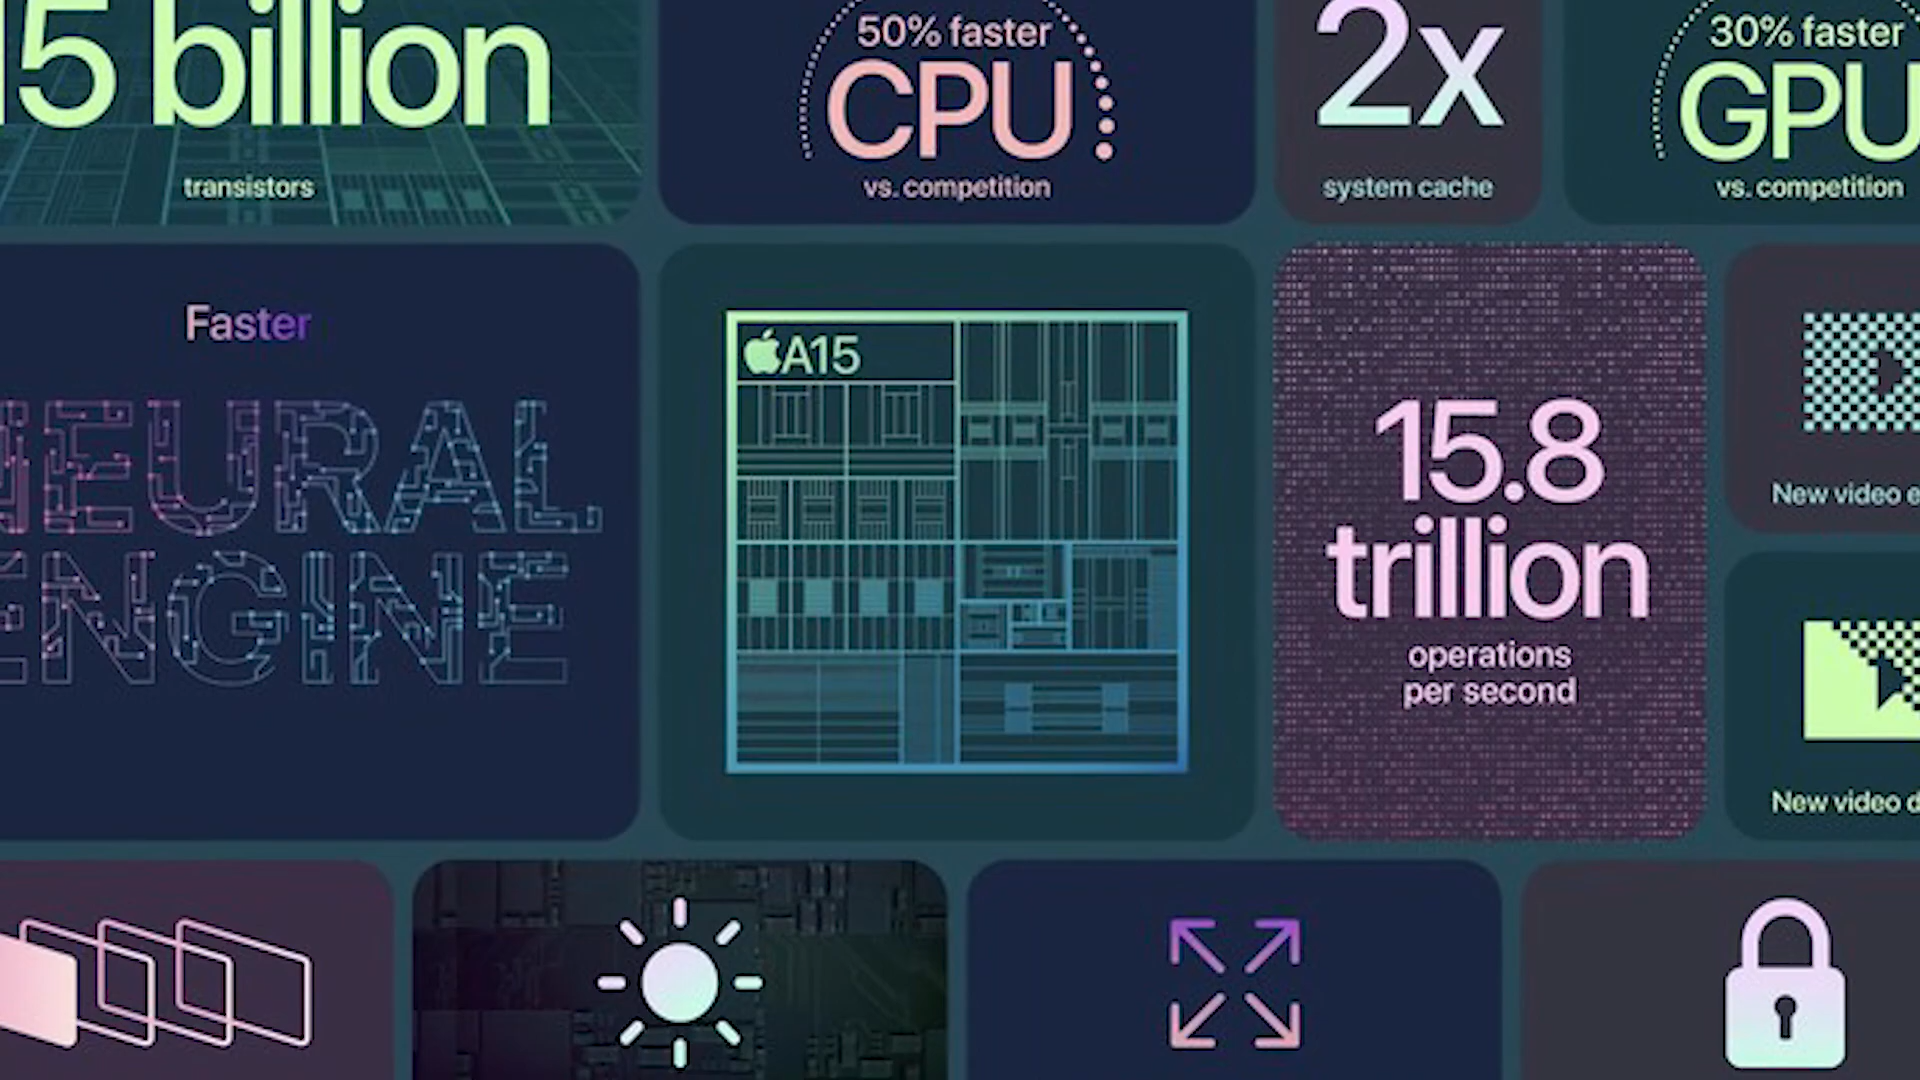 15 billion
transistors
50% faster
CPU
vs. competition
2x
system cache
30% faster
GPU
vs. competition
Faster
NEURAL
ENGINE
A15
15.8
trillion
operations
per second
New video
New video